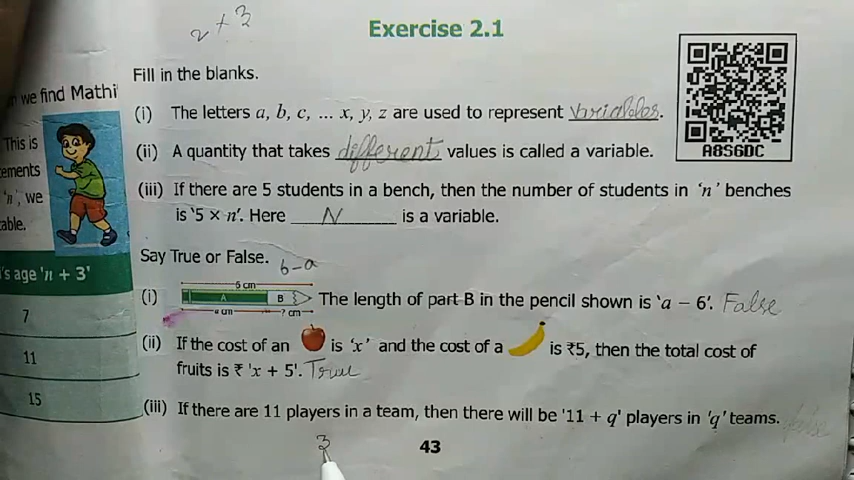 2 + 3
Exercise 2.1
A8S6DC
we find Mathi
This is
ements
'n', we
able.
's age 'n + 3'
7
11
15
Fill in the blanks.
(i) The letters a, b, c, ... x, y, z are used to represent variables.
(ii) A quantity that takes different values is called a variable.
(iii) If there are 5 students in a bench, then the number of students in 'n' benches
is '5 × n'. Here N is a variable.
Say True or False.
6-a
6 cm
A B
a cm ? cm
(i) The length of part B in the pencil shown is 'a – 6'. False
(ii) If the cost of an is 'x' and the cost of a is ₹5, then the total cost of
fruits is ₹ 'x + 5'. True
(iii) If there are 11 players in a team, then there will be '11 + q' players in 'q' teams. false
3
43